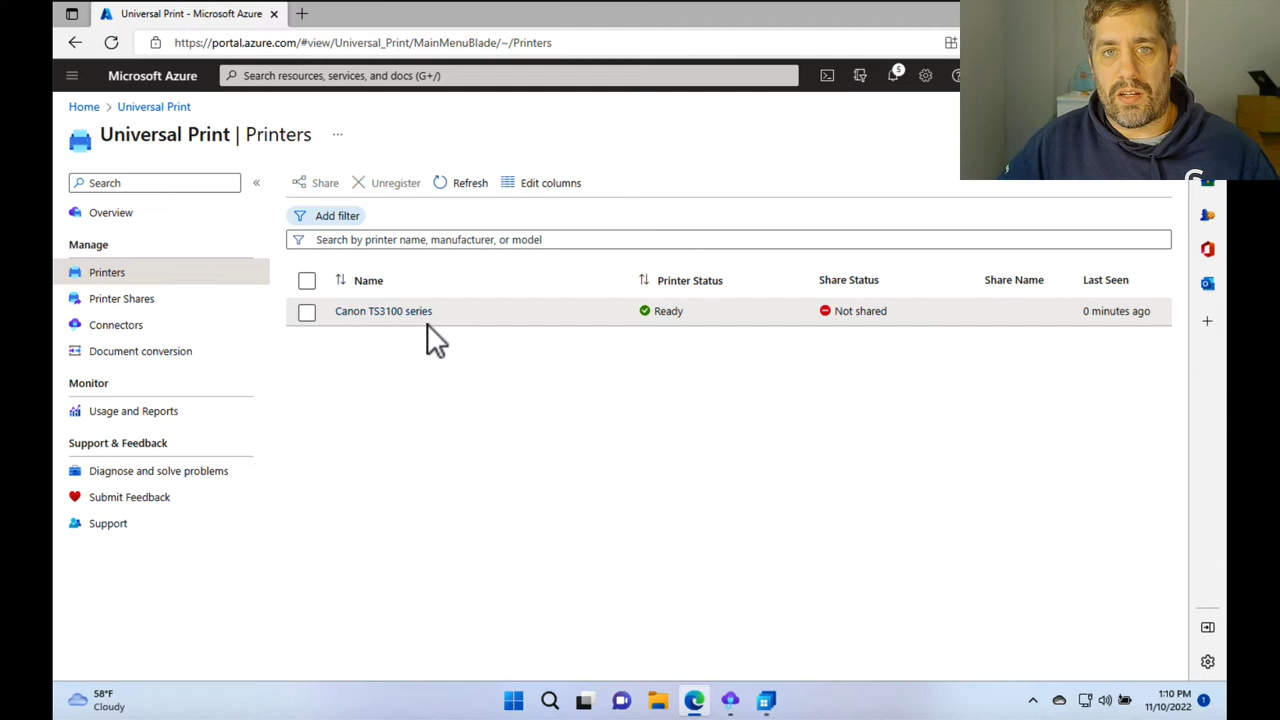 Universal Print - Microsoft Azure
https://portal.azure.com/#view/Universal_Print/MainMenuBlade/~/Printers
Microsoft Azure
Search resources, services, and docs (G+/)
5
Home > Universal Print
Universal Print | Printers
Search
Share
Unregister
Refresh
Edit columns
Overview
Add filter
Manage
Search by printer name, manufacturer, or model
Printers
Name
Printer Status
Share Status
Share Name
Last Seen
Printer Shares
Canon TS3100 series
Ready
Not shared
0 minutes ago
Connectors
Document conversion
Monitor
Usage and Reports
Support & Feedback
Diagnose and solve problems
Submit Feedback
Support
58°F
Cloudy
1:10 PM
11/10/2022
1